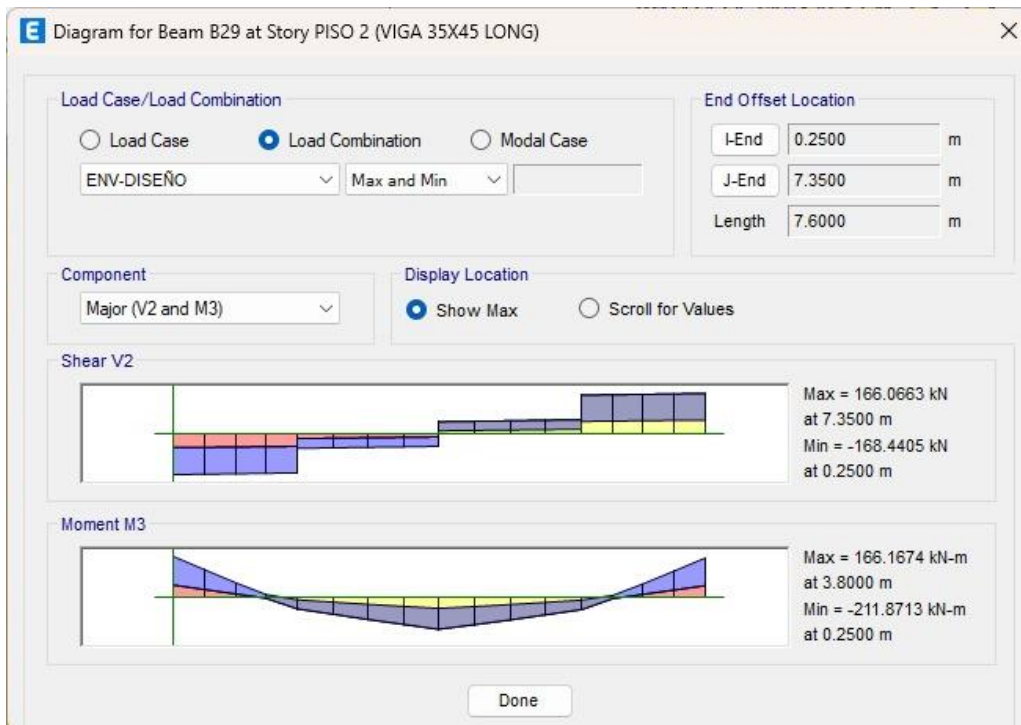 E Diagram for Beam B29 at Story PISO 2 (VIGA 35X45 LONG)
Load Case/Load Combination
Load Case Load Combination Modal Case
ENV-DISEÑO Max and Min
End Offset Location
I-End 0.2500 m
J-End 7.3500 m
Length 7.6000 m
Component
Major (V2 and M3)
Display Location
Show Max Scroll for Values
Shear V2
Max = 166.0663 kN
at 7.3500 m
Min = -168.4405 kN
at 0.2500 m
Moment M3
Max = 166.1674 kN-m
at 3.8000 m
Min = -211.8713 kN-m
at 0.2500 m
Done